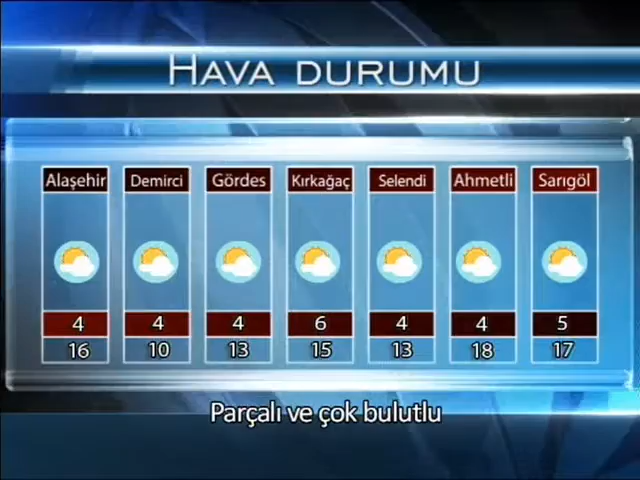 HAVA DURUMU
Alaşehir Demirci Gördes Kırkağaç Selendi Ahmetli Sarıgöl
4 4 4 6 4 4 5
16 10 13 15 13 18 17
Parçalı ve çok bulutlu